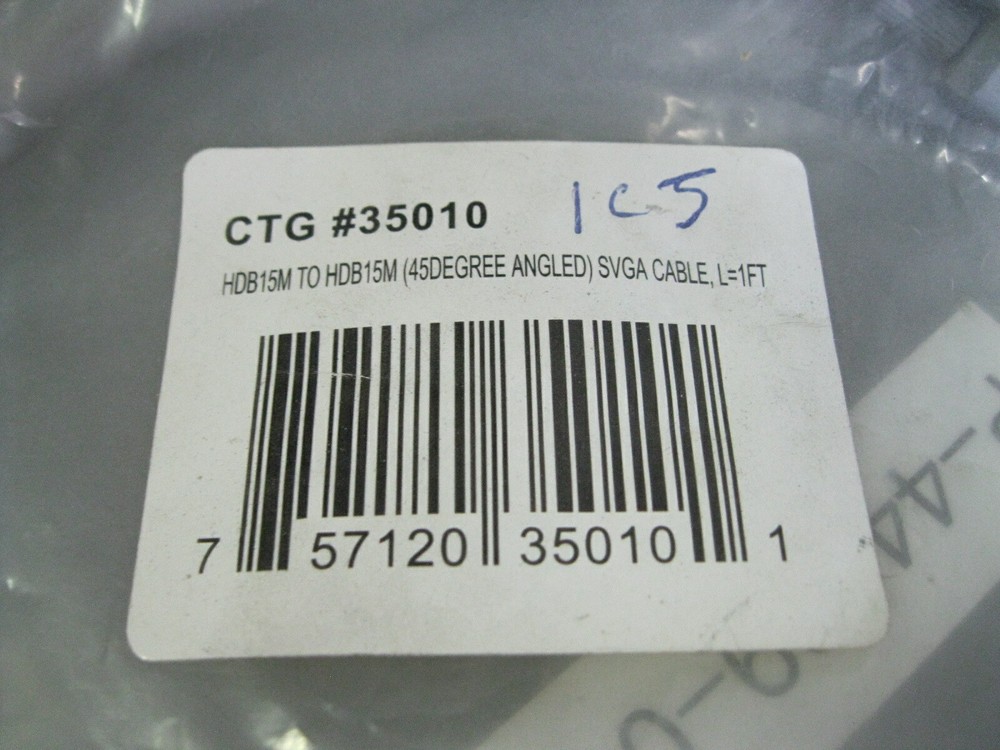 CTG #35010 1C5
HDB15M TO HDB15M (45DEGREE ANGLED) SVGA CABLE, L=1FT
7 57120 35010 1